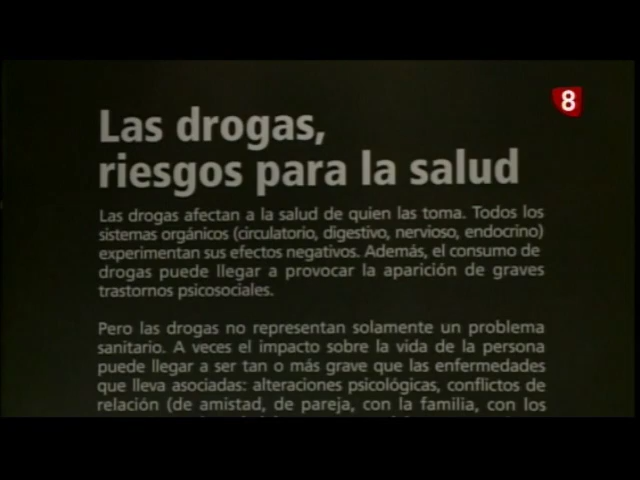 8
Las drogas,
riesgos para la salud
Las drogas afectan a la salud de quien las toma. Todos los
sistemas orgánicos (circulatorio, digestivo, nervioso, endocrino)
experimentan sus efectos negativos. Además, el consumo de
drogas puede llegar a provocar la aparición de graves
trastornos psicosociales.
Pero las drogas no representan solamente un problema
sanitario. A veces el impacto sobre la vida de la persona
puede llegar a ser tan o más grave que las enfermedades
que lleva asociadas: alteraciones psicológicas, conflictos de
relación (de amistad, de pareja, con la familia, con los